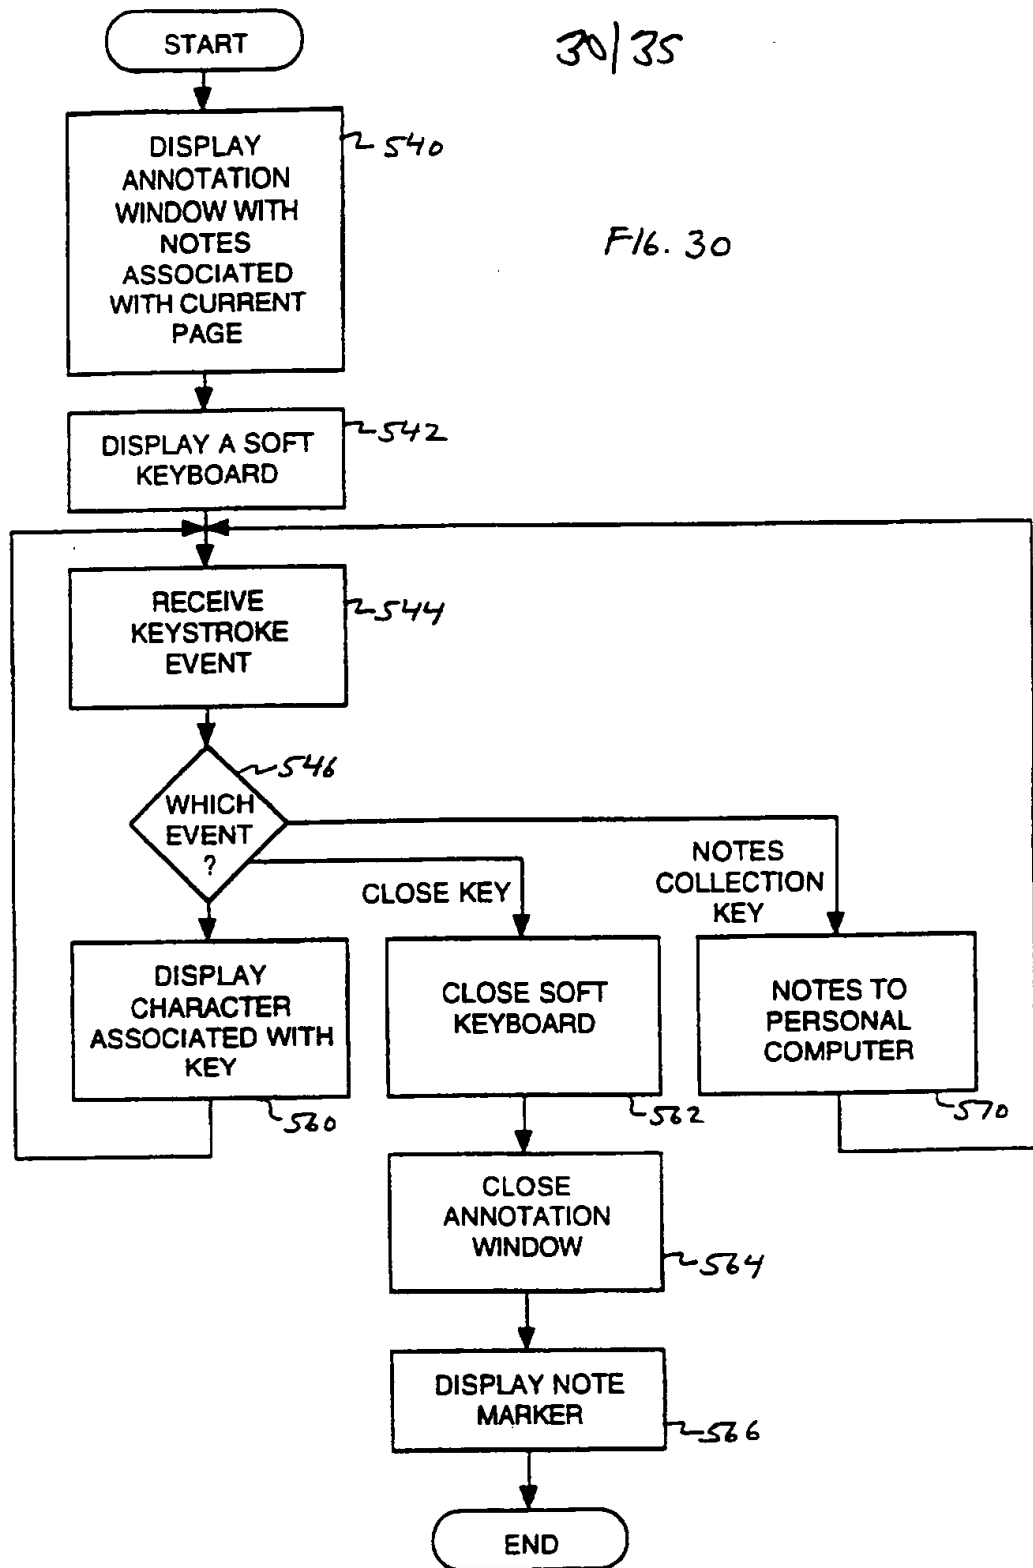 START
30/35
DISPLAY
ANNOTATION
WINDOW WITH
NOTES
ASSOCIATED
WITH CURRENT
PAGE
540
FIG. 30
DISPLAY A SOFT
KEYBOARD
542
RECEIVE
KEYSTROKE
EVENT
544
WHICH
EVENT
?
546
CLOSE KEY
NOTES
COLLECTION
KEY
DISPLAY
CHARACTER
ASSOCIATED WITH
KEY
560
CLOSE SOFT
KEYBOARD
562
NOTES TO
PERSONAL
COMPUTER
570
CLOSE
ANNOTATION
WINDOW
564
DISPLAY NOTE
MARKER
566
END